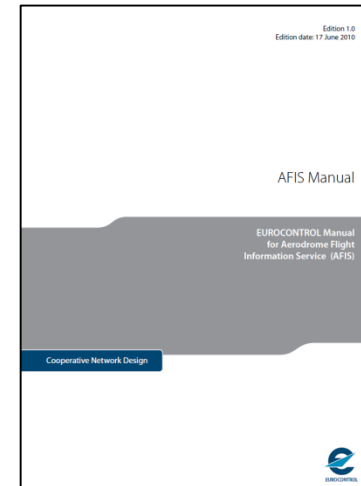 Edition 1.0
Edition date: 17 June 2010
AFIS Manual
EUROCONTROL Manual
for Aerodrome Flight
Information Service (AFIS)
Cooperative Network Design
EUROCONTROL